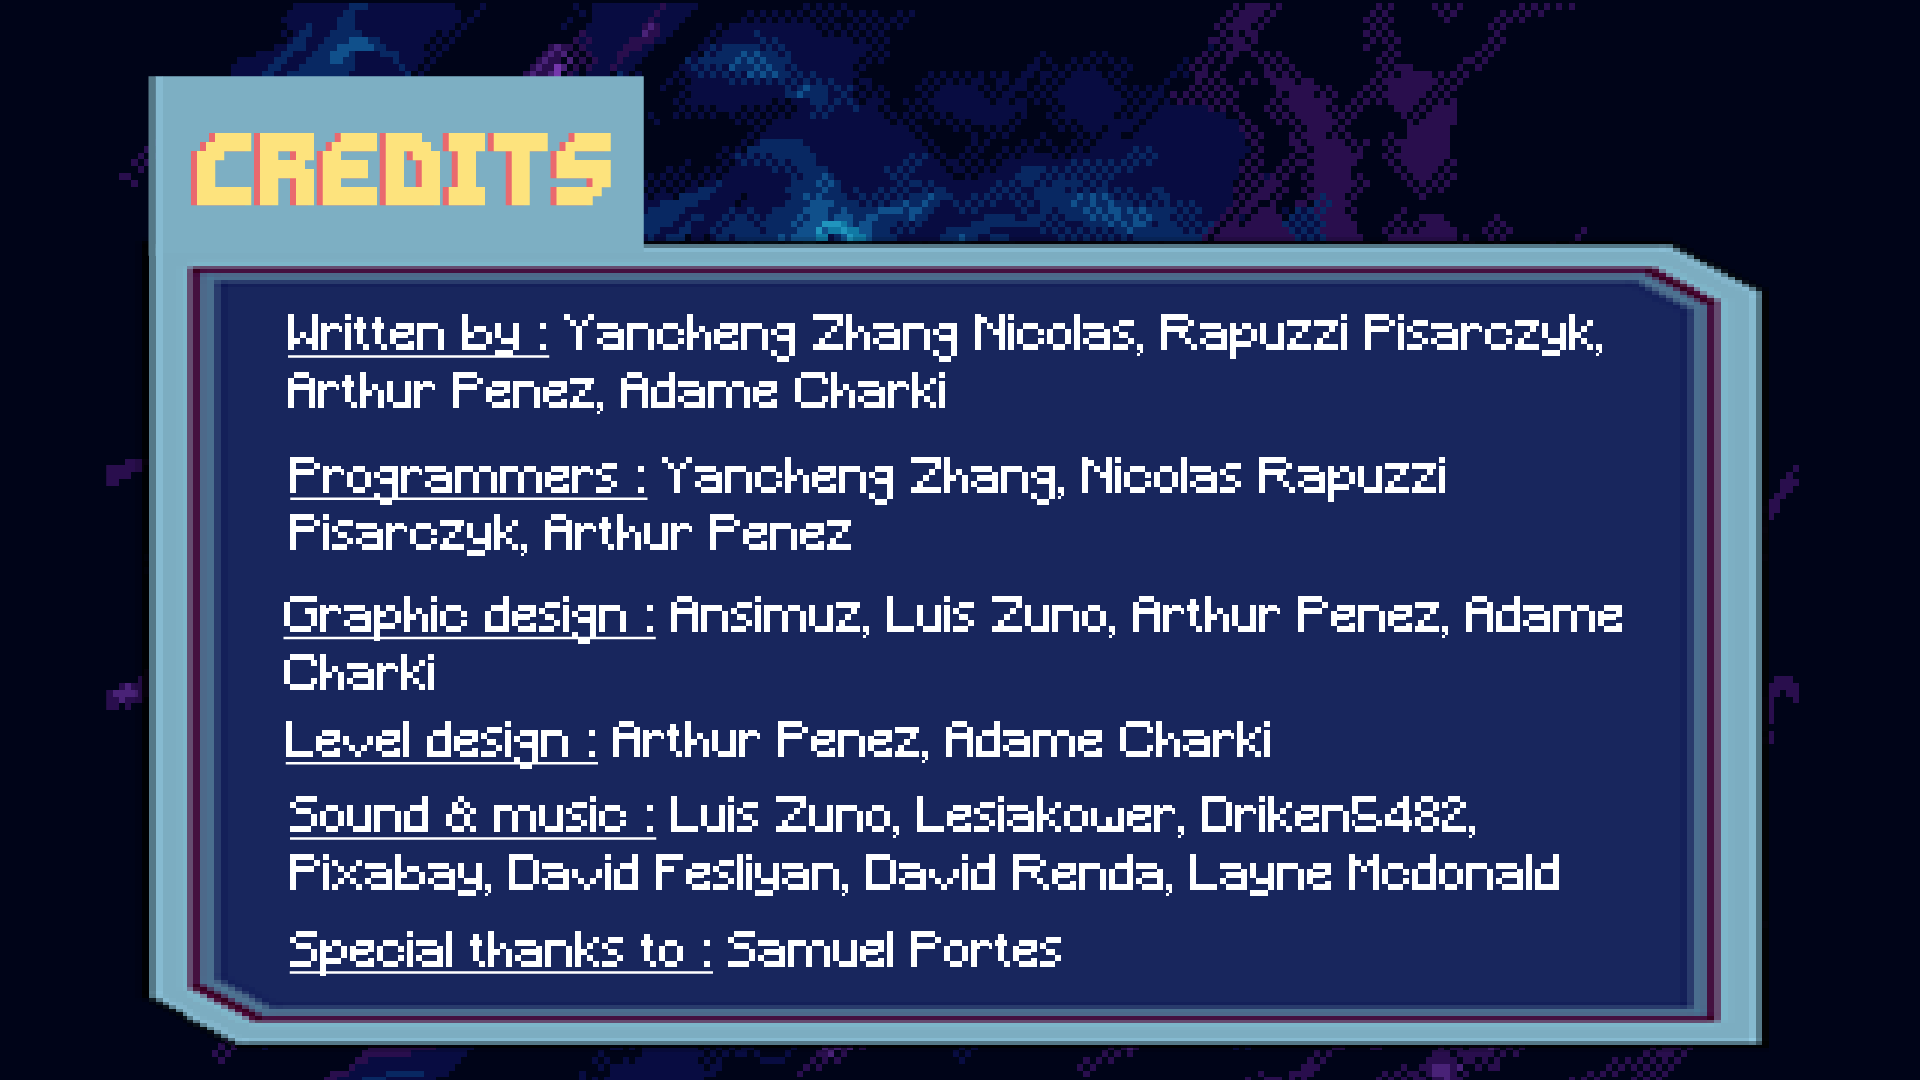 CREDITS
Written by : Yancheng Zhang Nicolas, Rapuzzi Pisarczyk,
Arthur Penez, Adame Charki
Programmers : Yancheng Zhang, Nicolas Rapuzzi
Pisarczyk, Arthur Penez
Graphic design : Ansimuz, Luis Zuno, Arthur Penez, Adame
Charki
Level design : Arthur Penez, Adame Charki
Sound & music : Luis Zuno, Lesiakower, Driken5482,
Pixabay, David Fesliyan, David Renda, Layne Mcdonald
Special thanks to : Samuel Portes